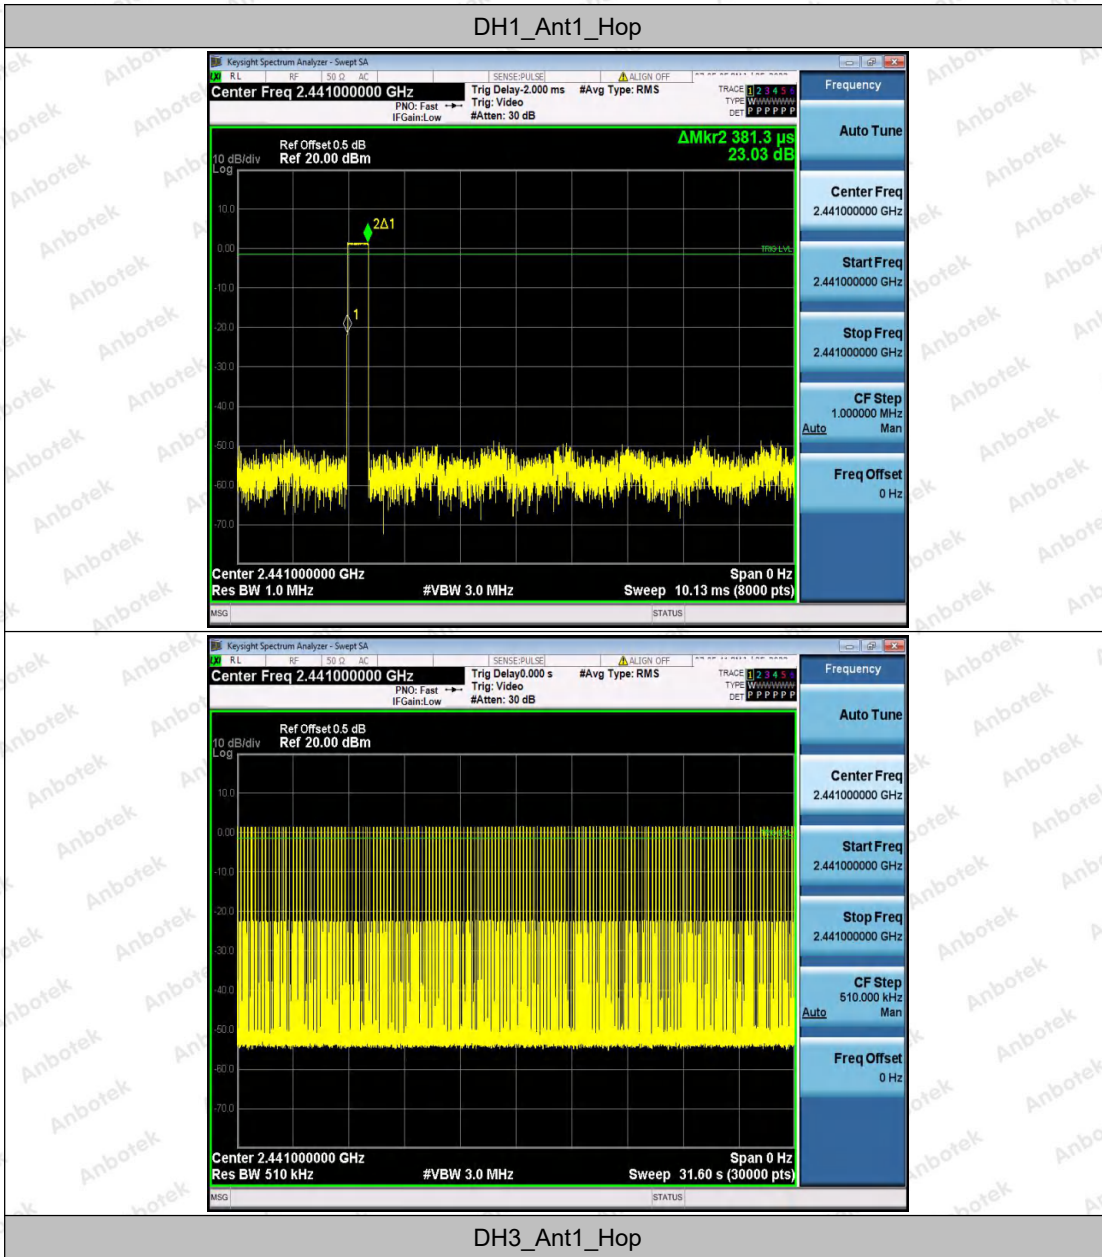 DH1_Ant1_Hop
Keysight Spectrum Analyzer - Swept SA
RL RF 50 Ω AC SENSE:PULSE ALIGN OFF
Center Freq 2.441000000 GHz
PNO: Fast
IFGain:Low
Trig Delay-2.000 ms
Trig: Video
#Atten: 30 dB
#Avg Type: RMS
TRACE 1 2 3 4 5 6
TYPE W
DET P P P P P P
ΔMkr2 381.3 µs
23.03 dB
Ref Offset 0.5 dB
10 dB/div Ref 20.00 dBm
Log
10.0
2Δ1
0.00
TRIG LVL
-10.0
1
-20.0
-30.0
-40.0
-50.0
-60.0
-70.0
Center 2.441000000 GHz Span 0 Hz
Res BW 1.0 MHz #VBW 3.0 MHz Sweep 10.13 ms (8000 pts)
MSG STATUS
Frequency
Auto Tune
Center Freq
2.441000000 GHz
Start Freq
2.441000000 GHz
Stop Freq
2.441000000 GHz
CF Step
1.000000 MHz
Auto Man
Freq Offset
0 Hz
Keysight Spectrum Analyzer - Swept SA
RL RF 50 Ω AC SENSE:PULSE ALIGN OFF
Center Freq 2.441000000 GHz
PNO: Fast
IFGain:Low
Trig Delay0.000 s
Trig: Video
#Atten: 30 dB
#Avg Type: RMS
TRACE 1 2 3 4 5 6
TYPE W
DET P P P P P P
Ref Offset 0.5 dB
10 dB/div Ref 20.00 dBm
Log
10.0
0.00
-10.0
-20.0
-30.0
-40.0
-50.0
-60.0
-70.0
Center 2.441000000 GHz Span 0 Hz
Res BW 510 kHz #VBW 3.0 MHz Sweep 31.60 s (30000 pts)
MSG STATUS
Frequency
Auto Tune
Center Freq
2.441000000 GHz
Start Freq
2.441000000 GHz
Stop Freq
2.441000000 GHz
CF Step
510.000 kHz
Auto Man
Freq Offset
0 Hz
DH3_Ant1_Hop
Anbotek